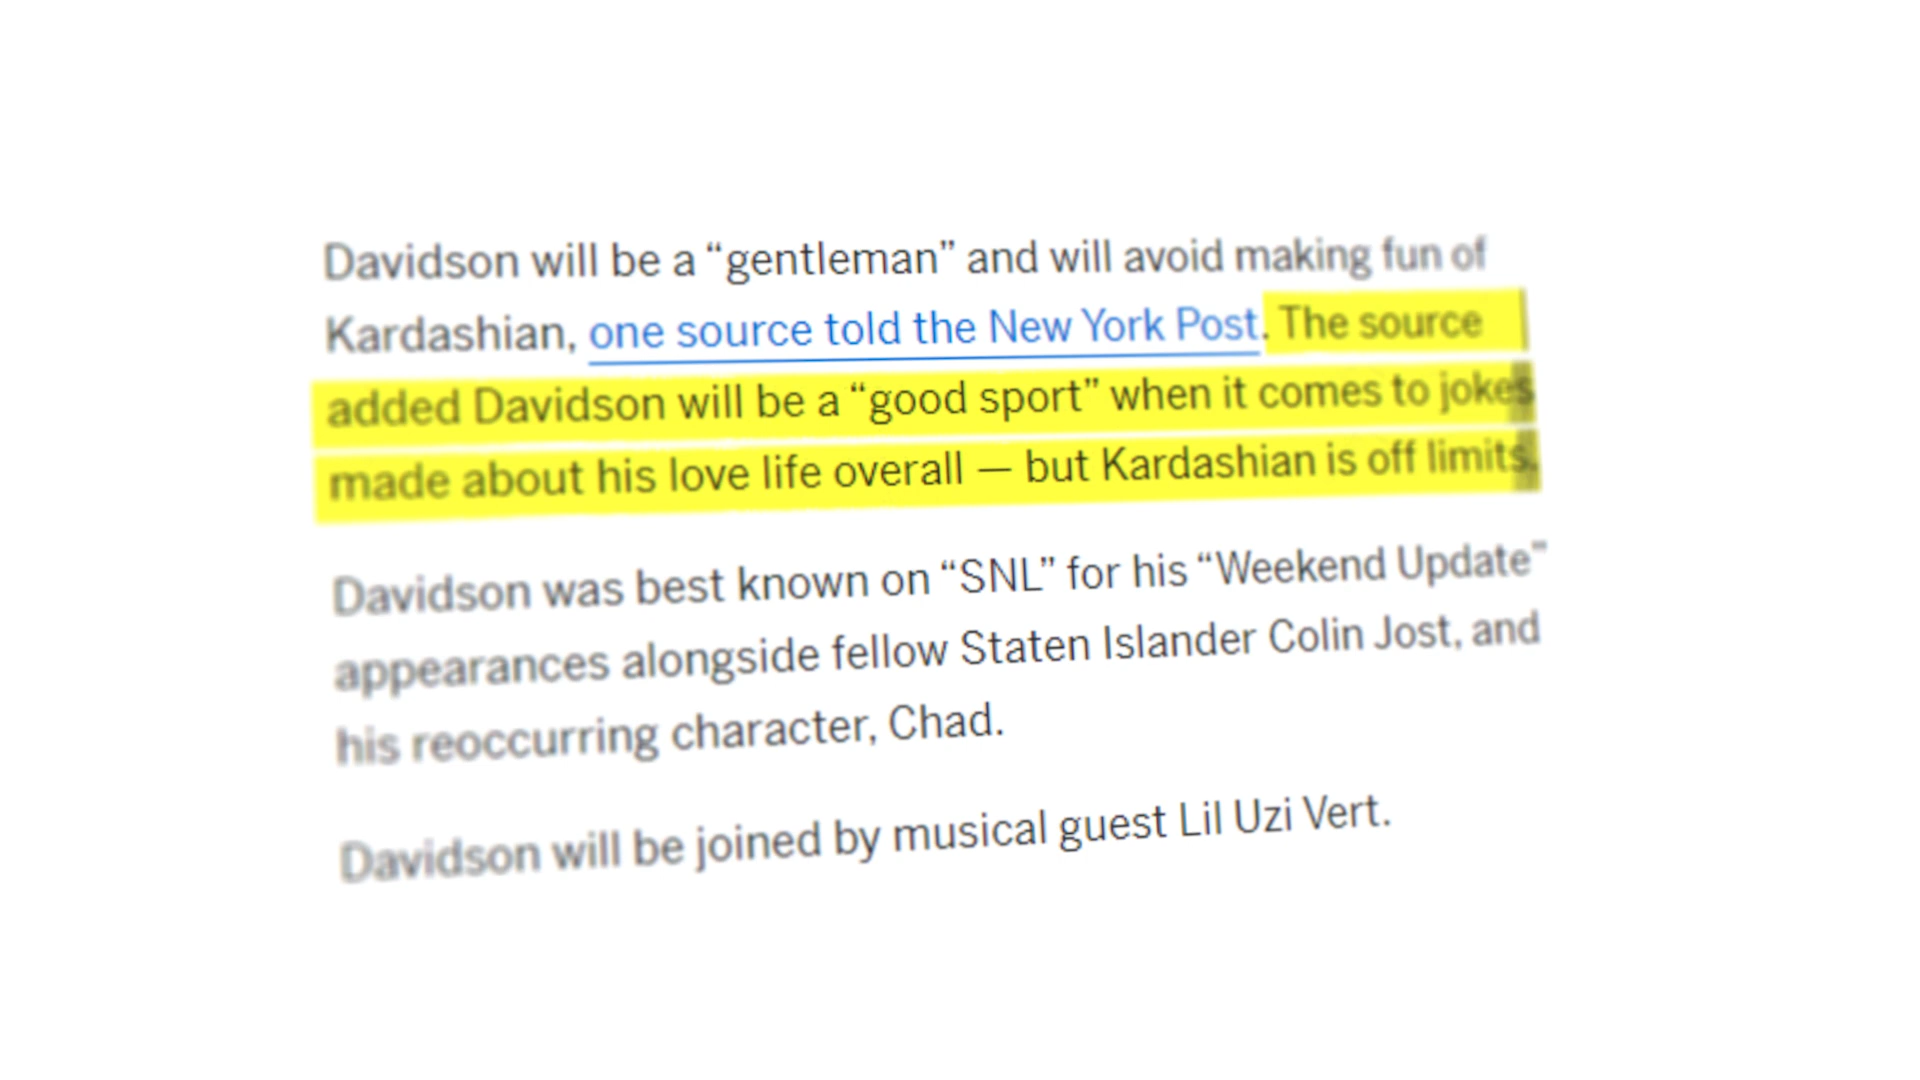 Davidson will be a “gentleman” and will avoid making fun of
Kardashian, one source told the New York Post. The source
added Davidson will be a “good sport” when it comes to jokes
made about his love life overall — but Kardashian is off limits.
Davidson was best known on “SNL” for his “Weekend Update”
appearances alongside fellow Staten Islander Colin Jost, and
his reoccurring character, Chad.
Davidson will be joined by musical guest Lil Uzi Vert.